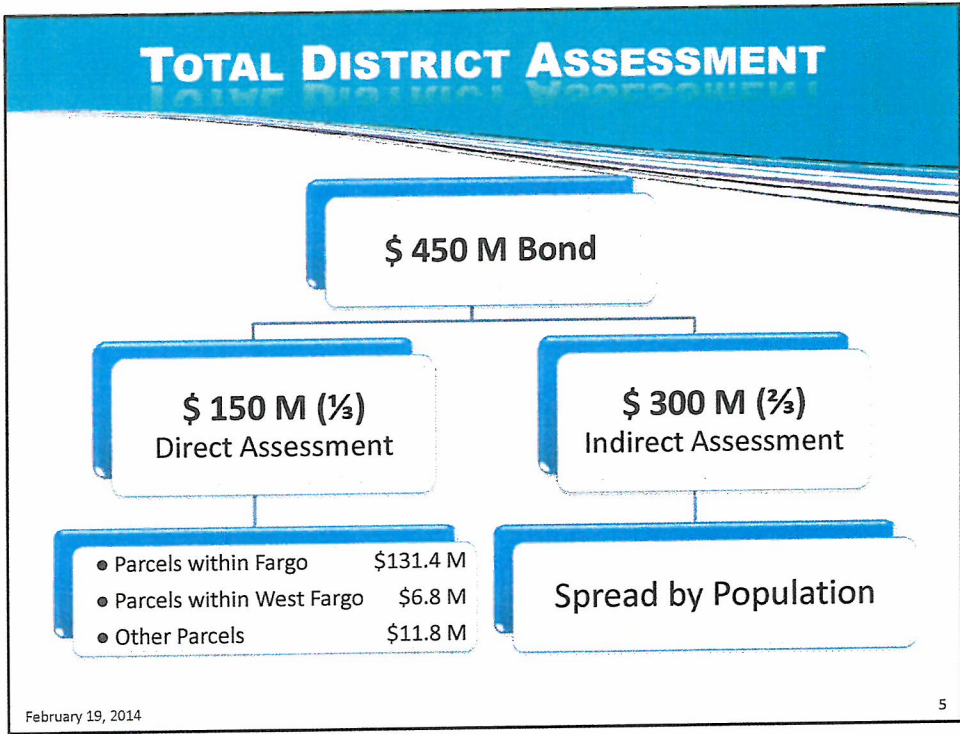 TOTAL DISTRICT ASSESSMENT
$ 450 M Bond
$ 150 M (⅓)
Direct Assessment
$ 300 M (⅔)
Indirect Assessment
• Parcels within Fargo $131.4 M
• Parcels within West Fargo $6.8 M
• Other Parcels $11.8 M
Spread by Population
February 19, 2014
5